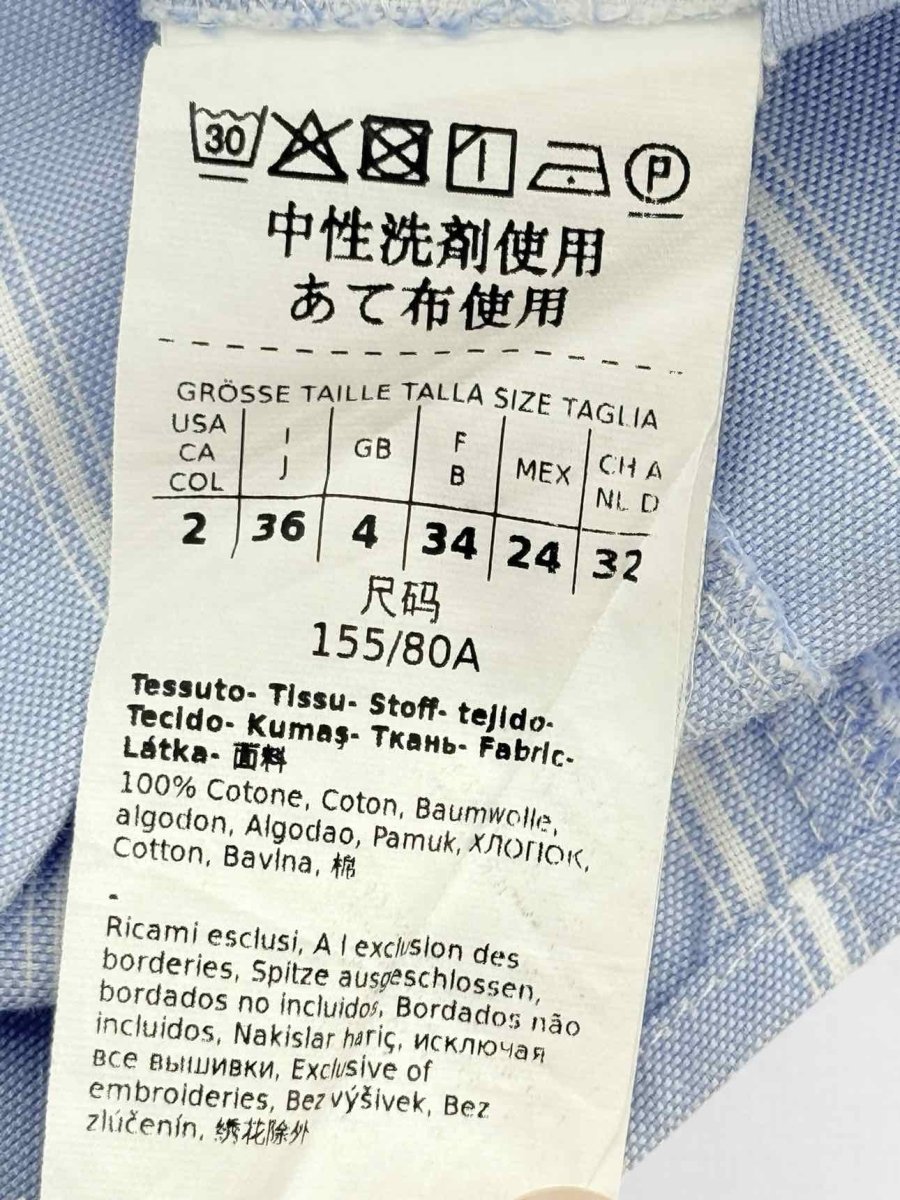 30
P
中性洗剤使用
あて布使用
GRÖSSE TAILLE TALLA SIZE TAGLIA
USA CA COL I J GB F B MEX CH A NL D
2 36 4 34 24 32
尺码
155/80A
Tessuto- Tissu- Stoff- tejido-
Tecido- Kumaş- Ткань- Fabric-
Látka- 面料
100% Cotone, Coton, Baumwolle,
algodon, Algodao, Pamuk, ХЛОПОК,
Cotton, Bavlna, 棉
-
Ricami esclusi, A l exclusion des
borderies, Spitze ausgeschlossen,
bordados no incluidos, Bordados não
incluidos, Nakislar hariç, исключая
все вышивки, Exclusive of
embroideries, Bez výšivek, Bez
zlúčenín, 绣花除外